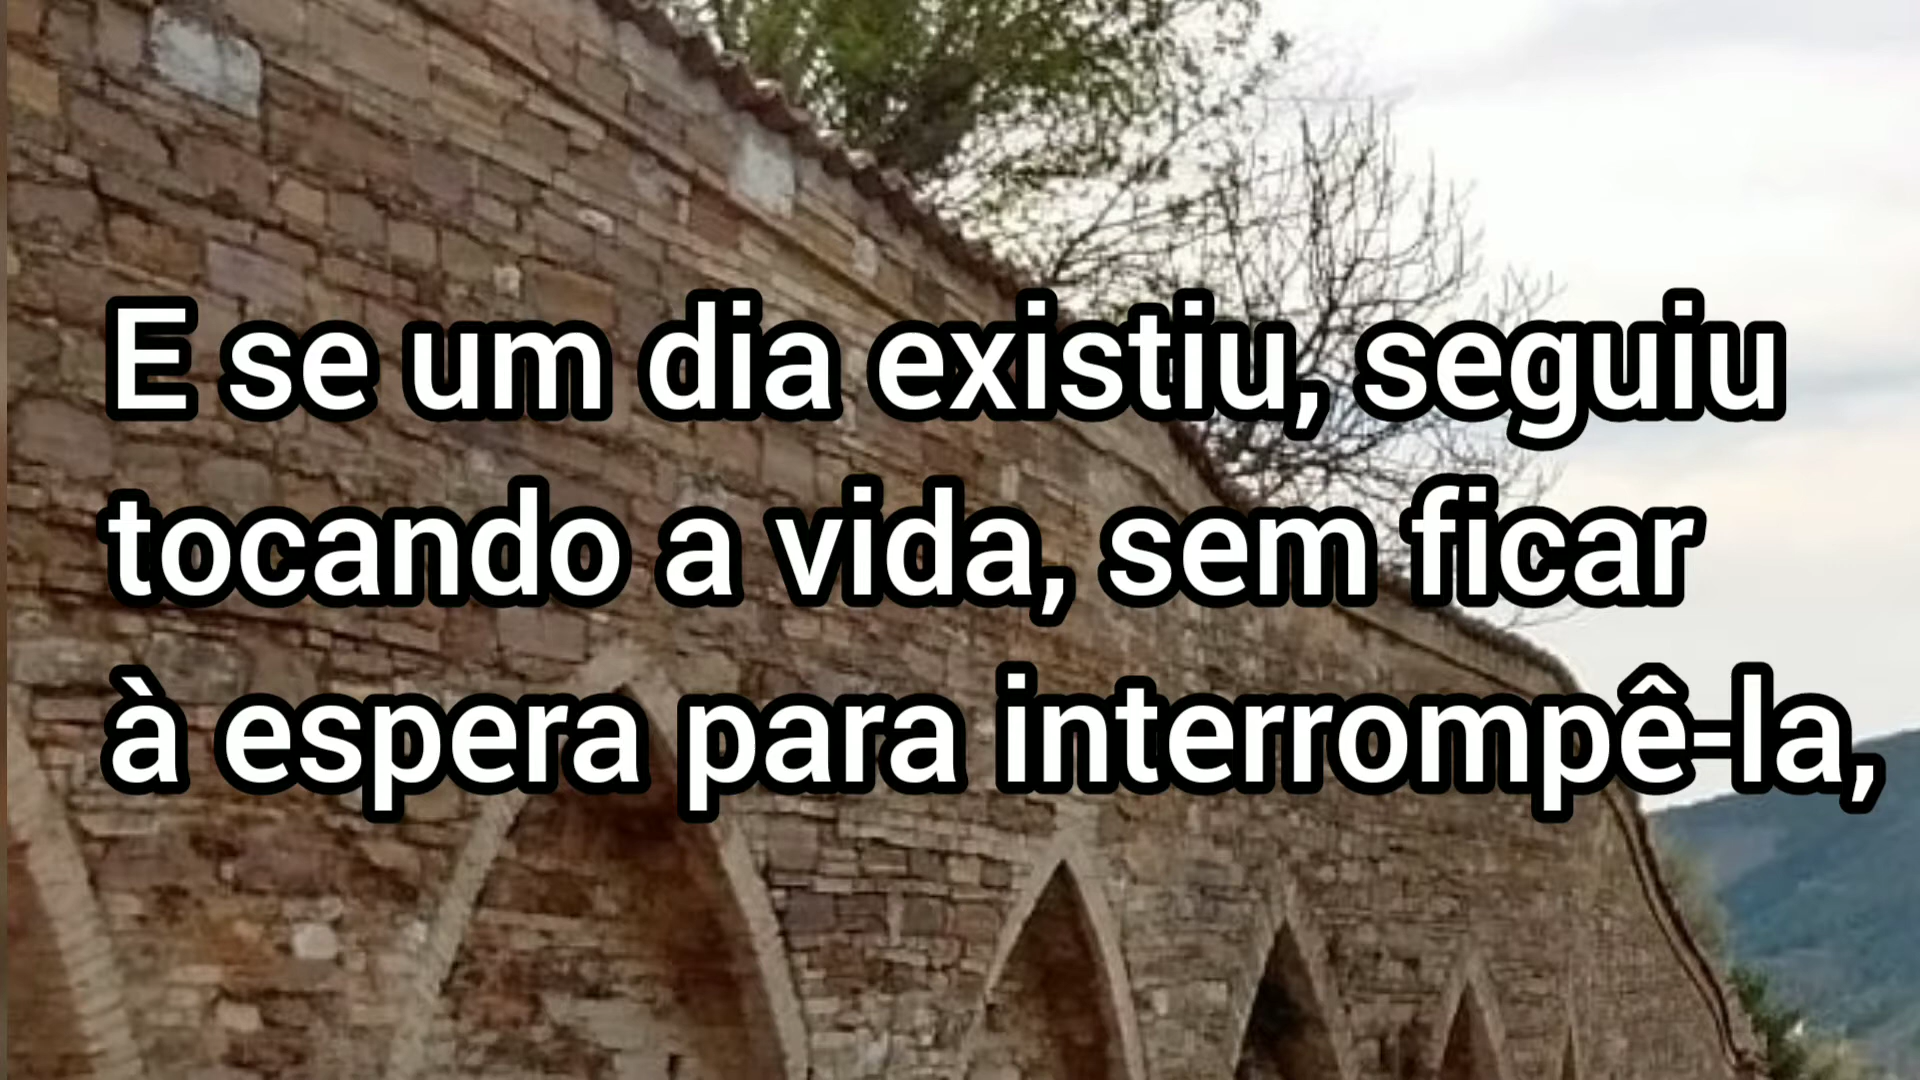 E se um dia existiu, seguiu
tocando a vida, sem ficar
à espera para interrompê-la,